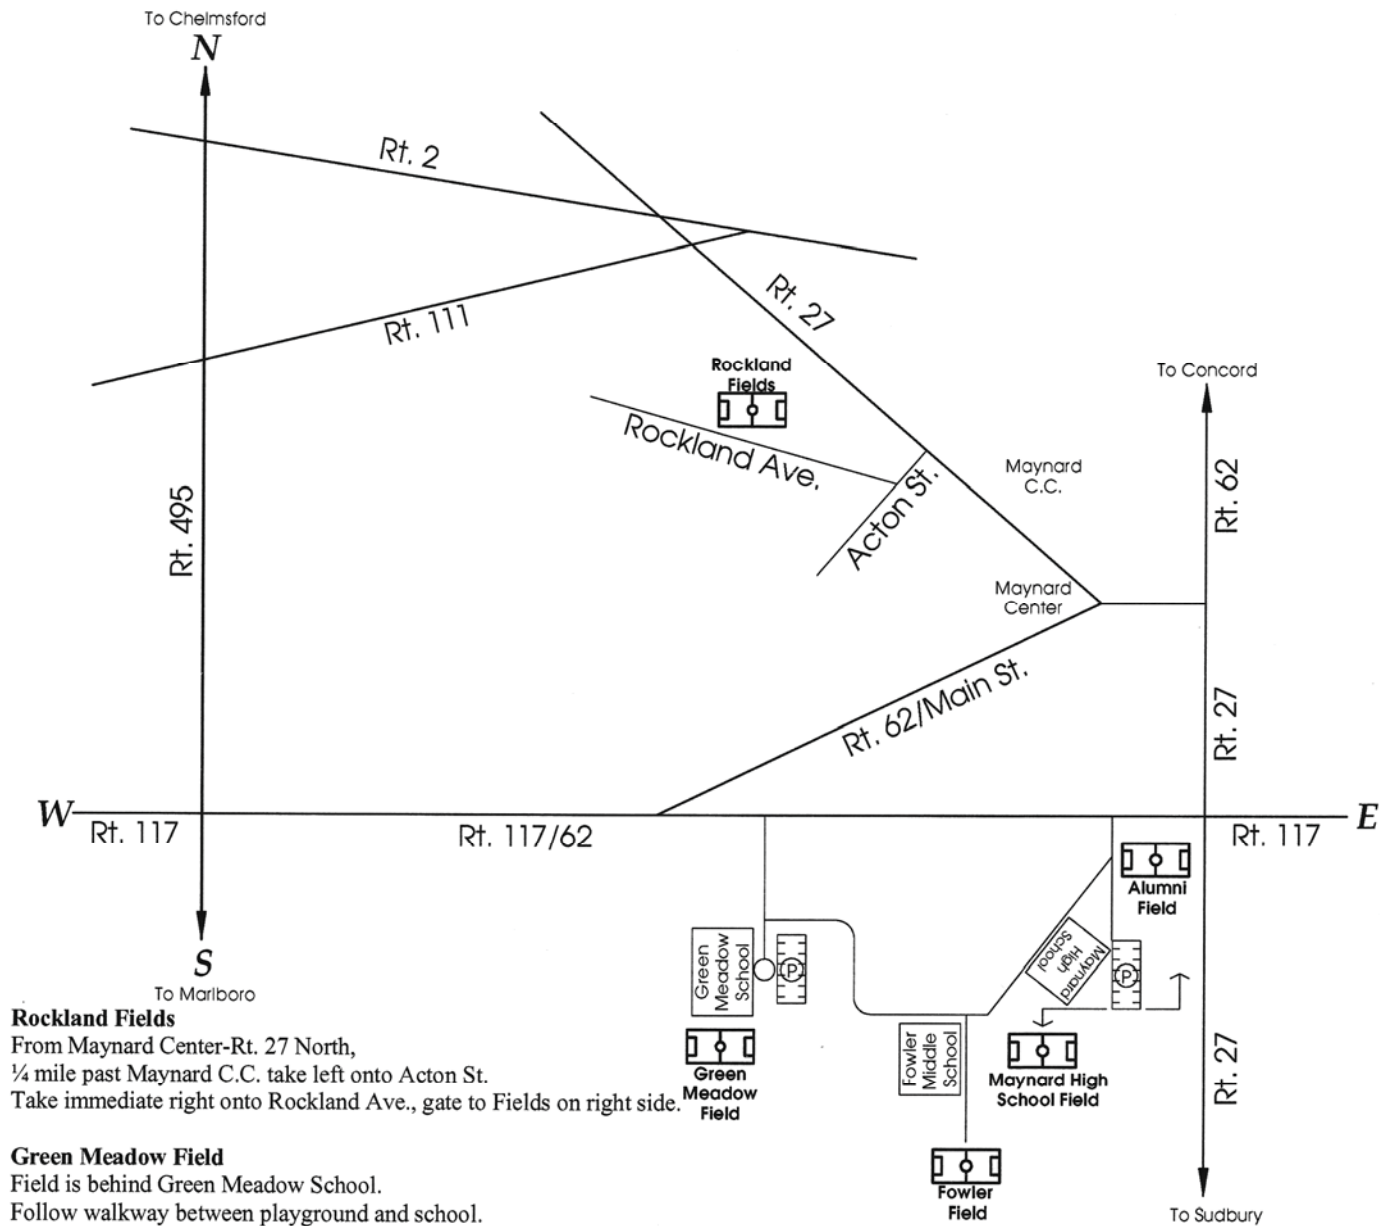 To Chelmsford
N
Rt. 2
Rt. 111
Rt. 27
Rockland
Fields
Rockland Ave.
Acton St.
Maynard
C.C.
To Concord
Rt. 62
Rt. 495
Maynard
Center
Rt. 62/Main St.
Rt. 27
W
Rt. 117
Rt. 117/62
Rt. 117
E
Alumni
Field
Green
Meadow
School
P
Maynard
High
School
P
S
To Marlboro
Fowler
Middle
School
Green
Meadow
Field
Maynard High
School Field
Rt. 27
Fowler
Field
To Sudbury
Rockland Fields
From Maynard Center-Rt. 27 North,
¼ mile past Maynard C.C. take left onto Acton St.
Take immediate right onto Rockland Ave., gate to Fields on right side.
Green Meadow Field
Field is behind Green Meadow School.
Follow walkway between playground and school.